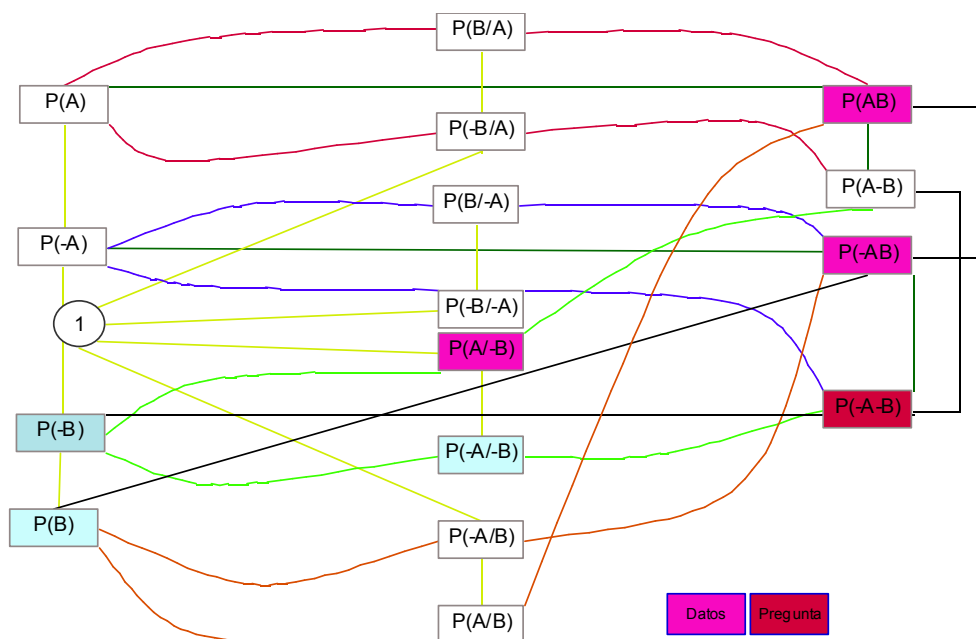 P(B/A)
P(A)
P(AB)
P(-B/A)
P(A-B)
P(B/-A)
P(-A)
P(-AB)
P(-B/-A)
1
P(A/-B)
P(-A-B)
P(-B)
P(-A/-B)
P(B)
P(-A/B)
P(A/B)
Datos
Pregunta